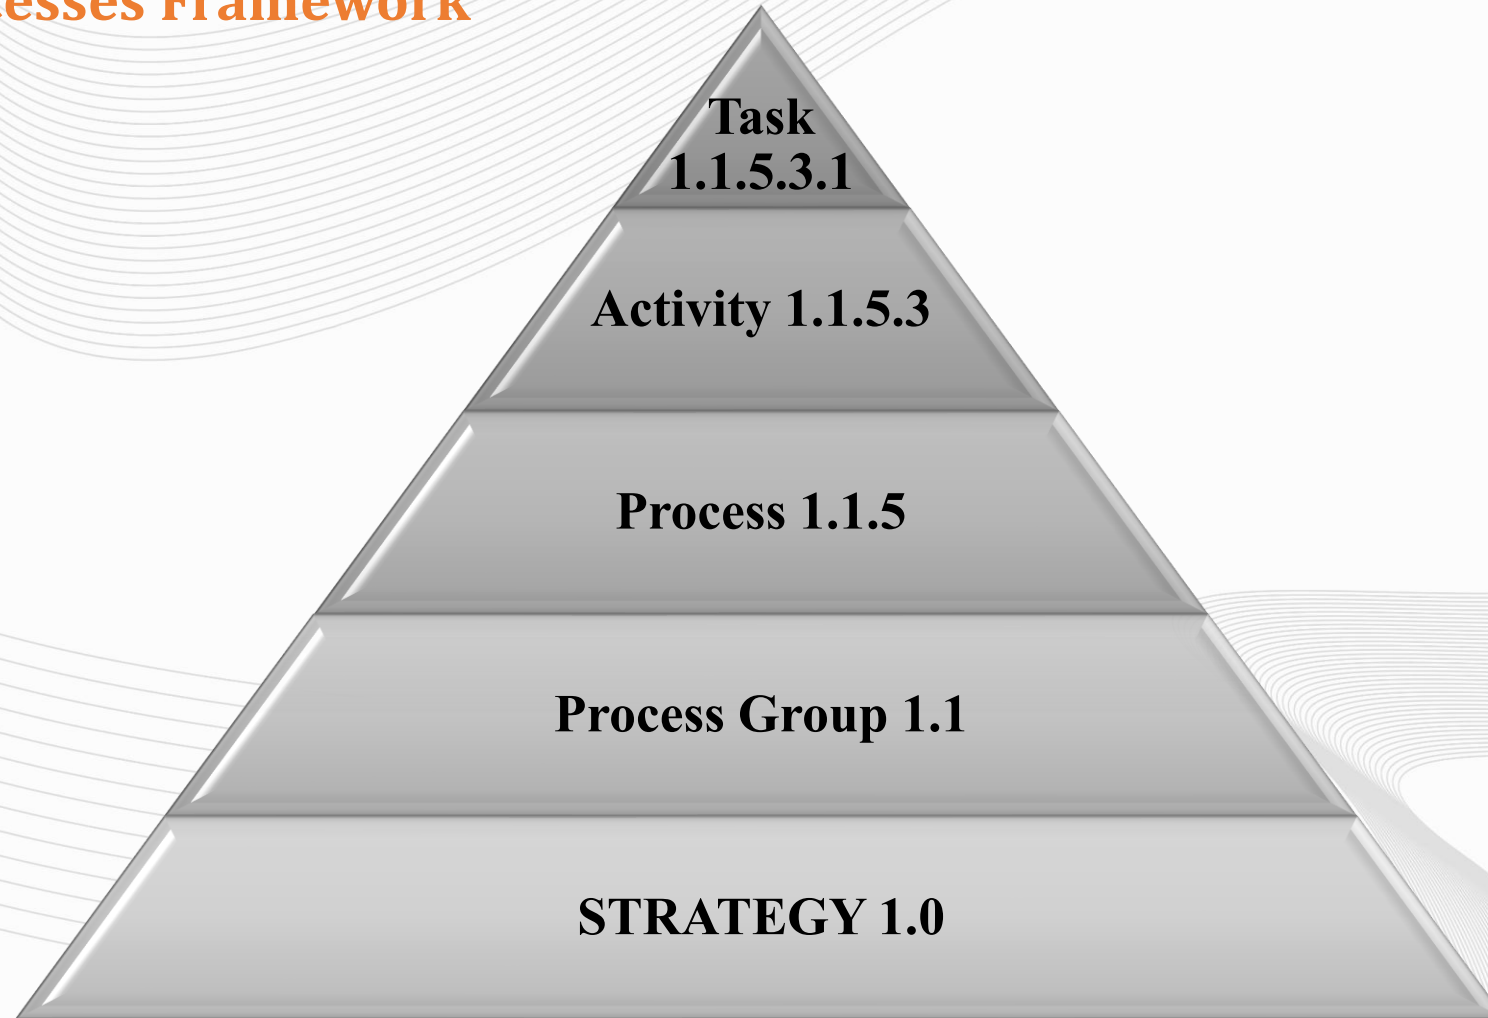 Framework
Task
1.1.5.3.1
Activity 1.1.5.3
Process 1.1.5
Process Group 1.1
STRATEGY 1.0